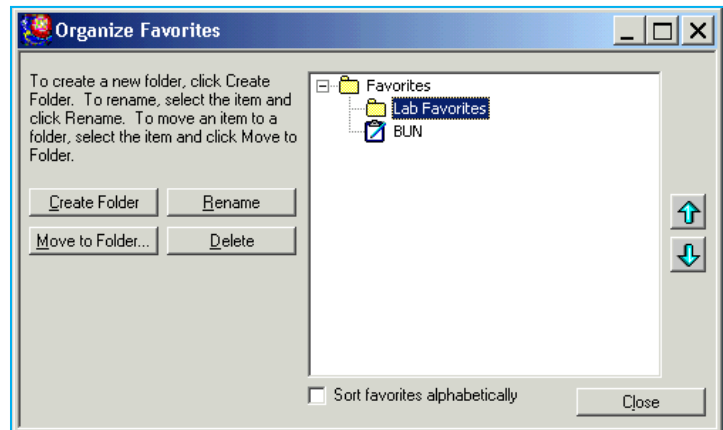 Organize Favorites
To create a new folder, click Create
Folder. To rename, select the item and
click Rename. To move an item to a
folder, select the item and click Move to
Folder.
Create Folder
Rename
Move to Folder...
Delete
Favorites
Lab Favorites
BUN
Sort favorites alphabetically
Close